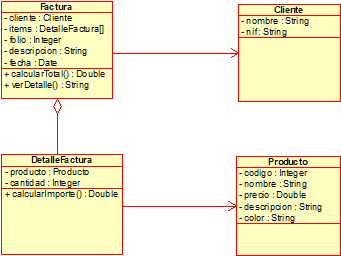 Factura
- cliente : Cliente
- items : DetalleFactura[]
- folio : Integer
- descripcion : String
- fecha : Date
+ calcularTotal() : Double
+ verDetalle() : String
Cliente
- nombre : String
- nif : String
DetalleFactura
- producto : Producto
- cantidad : Integer
+ calcularImporte() : Double
Producto
- codigo : Integer
- nombre : String
- precio : Double
- descripcion : String
- color : String